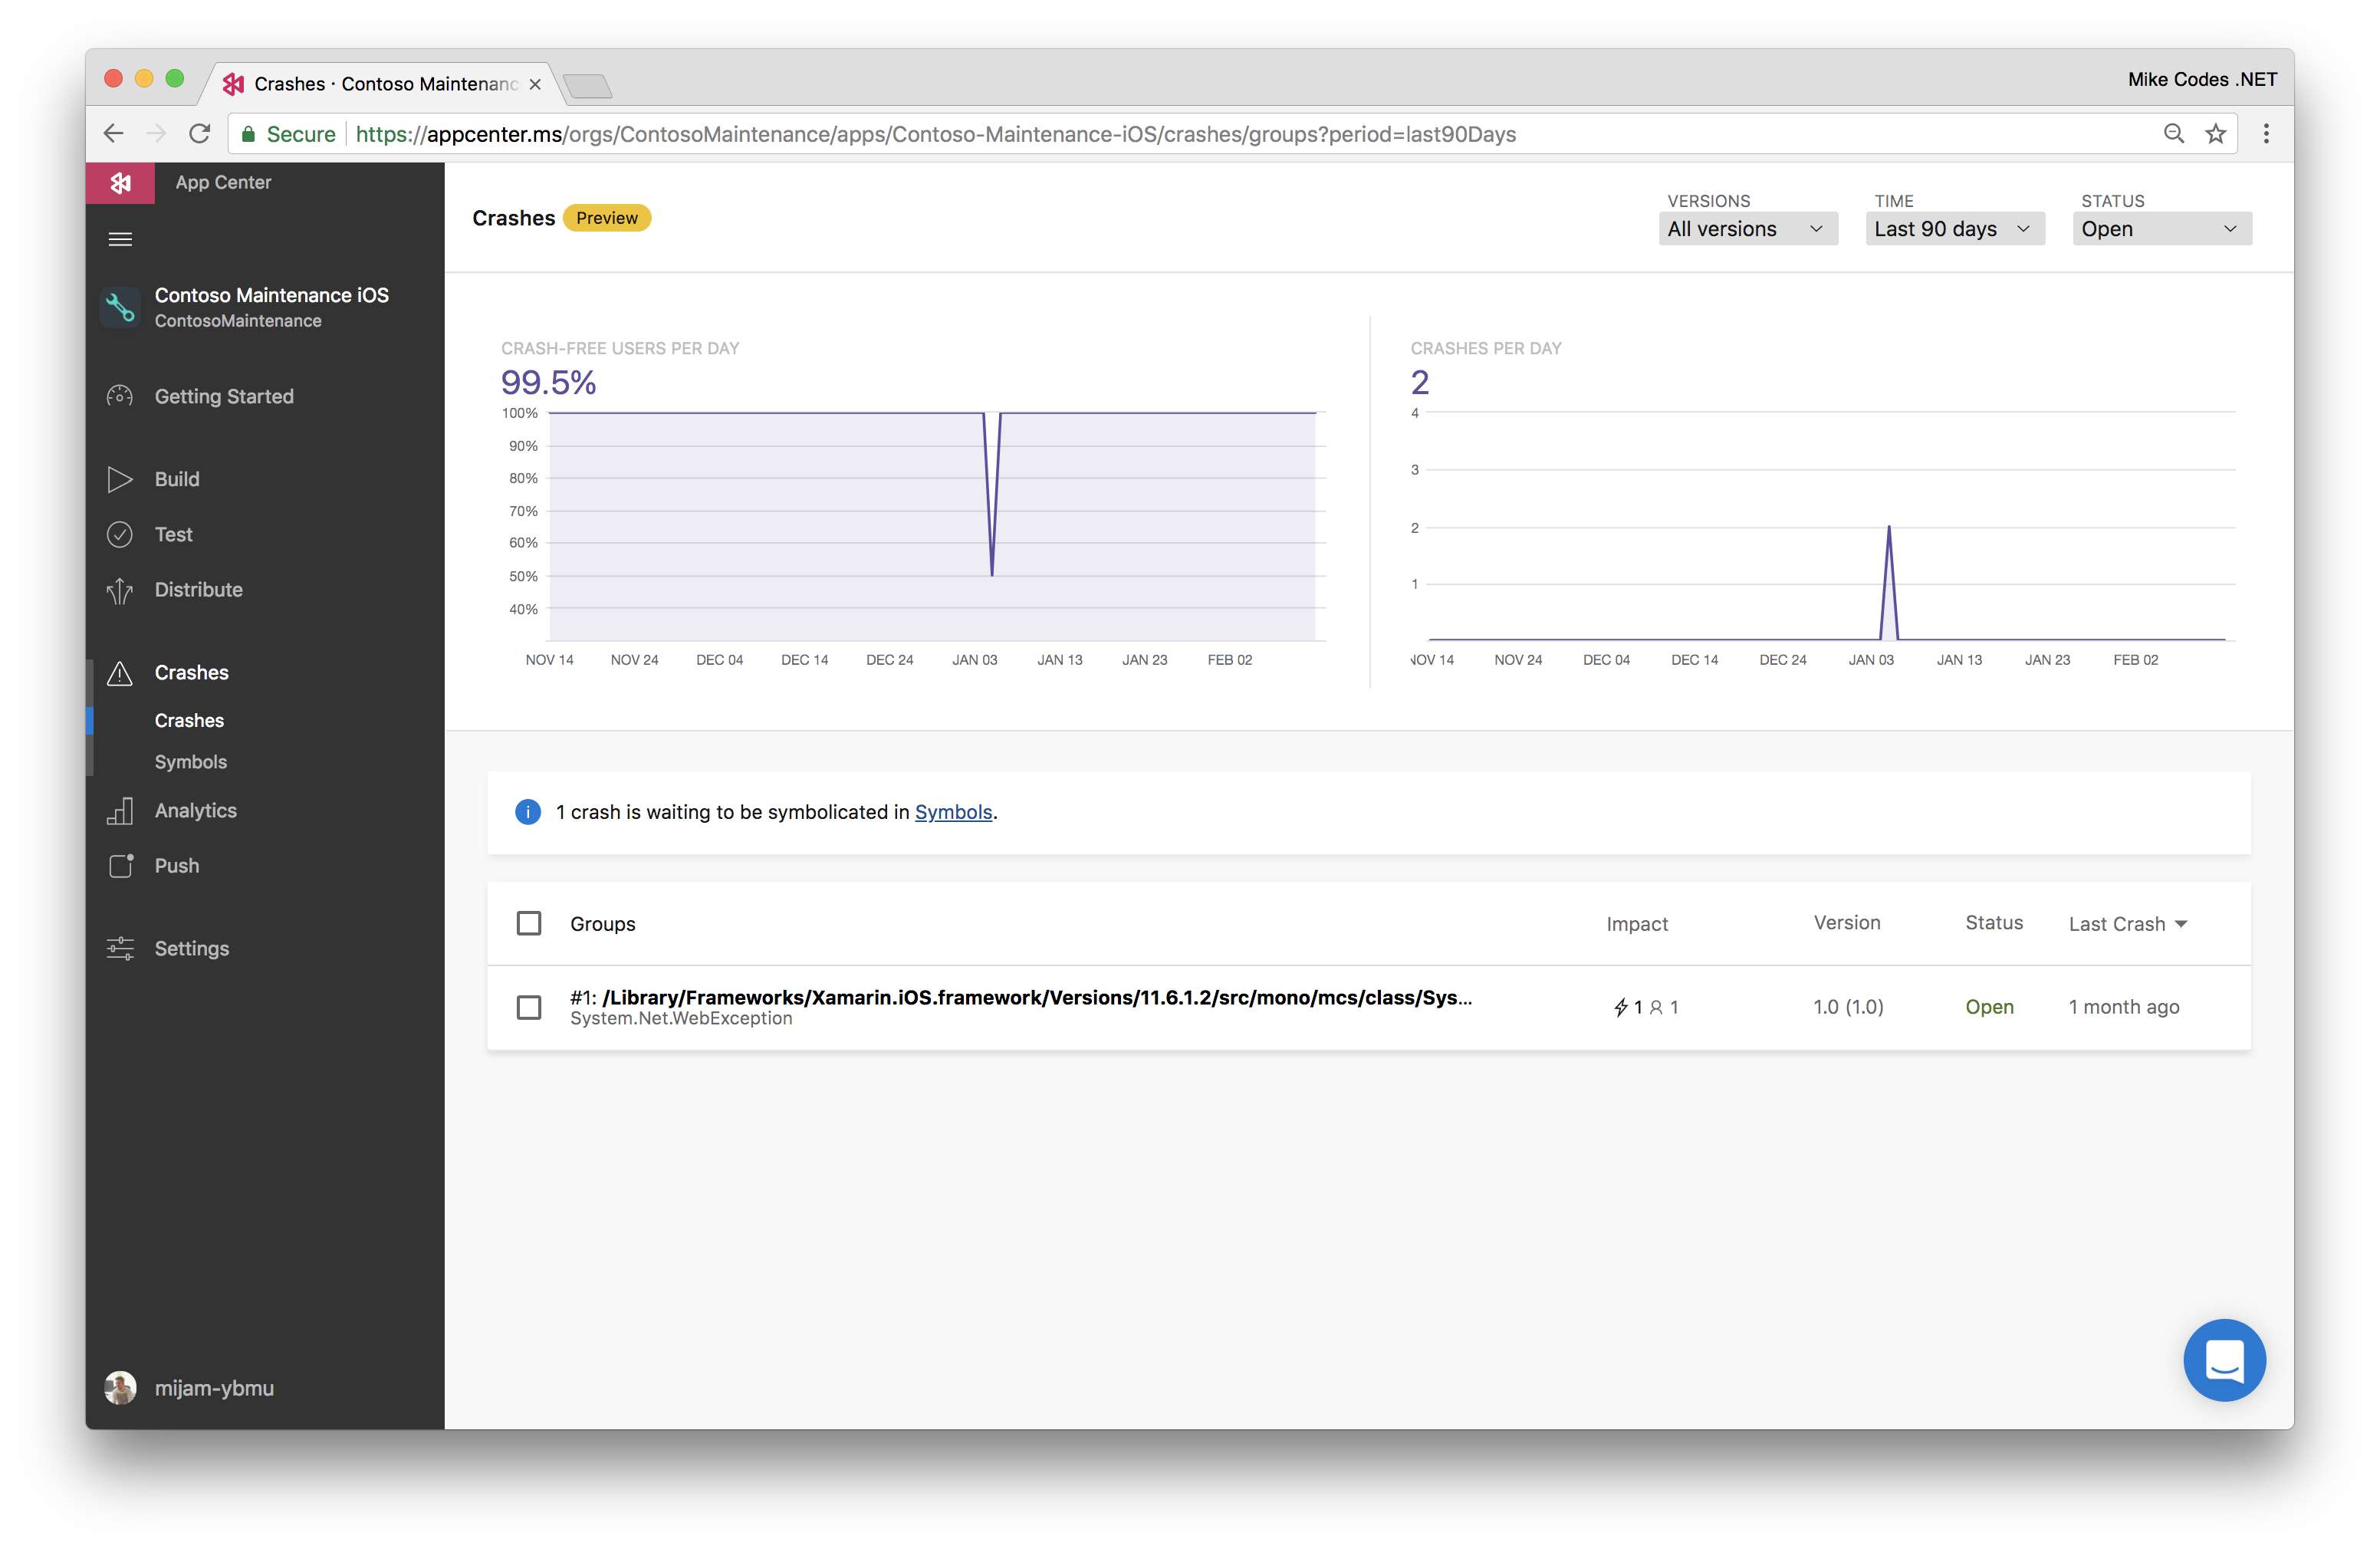 Crashes · Contoso Maintenanc
Mike Codes .NET
Secure
https://appcenter.ms/orgs/ContosoMaintenance/apps/Contoso-Maintenance-iOS/crashes/groups?period=last90Days
App Center
Contoso Maintenance iOS
ContosoMaintenance
Getting Started
Build
Test
Distribute
Crashes
Crashes
Symbols
Analytics
Push
Settings
mijam-ybmu
Crashes
Preview
VERSIONS
All versions
TIME
Last 90 days
STATUS
Open
CRASH-FREE USERS PER DAY
99.5%
100%
90%
80%
70%
60%
50%
40%
NOV 14 NOV 24 DEC 04 DEC 14 DEC 24 JAN 03 JAN 13 JAN 23 FEB 02
CRASHES PER DAY
2
4
3
2
1
NOV 14 NOV 24 DEC 04 DEC 14 DEC 24 JAN 03 JAN 13 JAN 23 FEB 02
1 crash is waiting to be symbolicated in Symbols.
Groups Impact Version Status Last Crash
#1: /Library/Frameworks/Xamarin.iOS.framework/Versions/11.6.1.2/src/mono/mcs/class/Sys...
System.Net.WebException
1 1 1.0 (1.0) Open 1 month ago